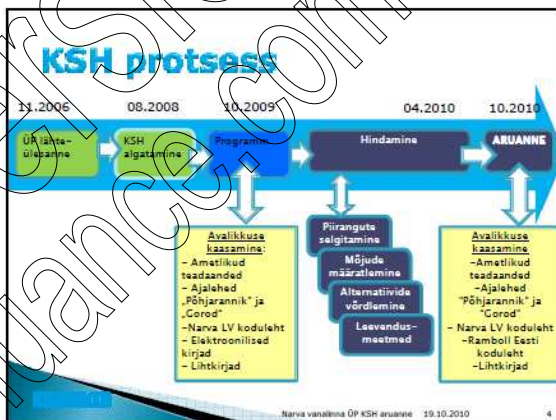 KSH protsess
11.2006 08.2008 10.2009 04.2010 10.2010
ÜP lähte-
ülesanne
KSH
algatamine
Programm
Hindamine
ARUANNE
Avalikkuse
kaasamine:
- Ametlikud
teadaanded
- Ajalehed
„Põhjarannik" ja
„Gorod"
-Narva LV koduleht
- Elektroonilised
kirjad
- Lihtkirjad
Piirangute
selgitamine
Mõjude
määratlemine
Alternatiivide
võrdlemine
Leevendus-
meetmed
Avalikkuse
kaasamine
-Ametlikud
teadaanded
-Ajalehed
"Põhjarannik" ja
"Gorod"
- Narva LV koduleht
-Ramboll Eesti
koduleht
-Lihtkirjad
Narva vanalinna ÜP KSH aruanne 19.10.2010 4